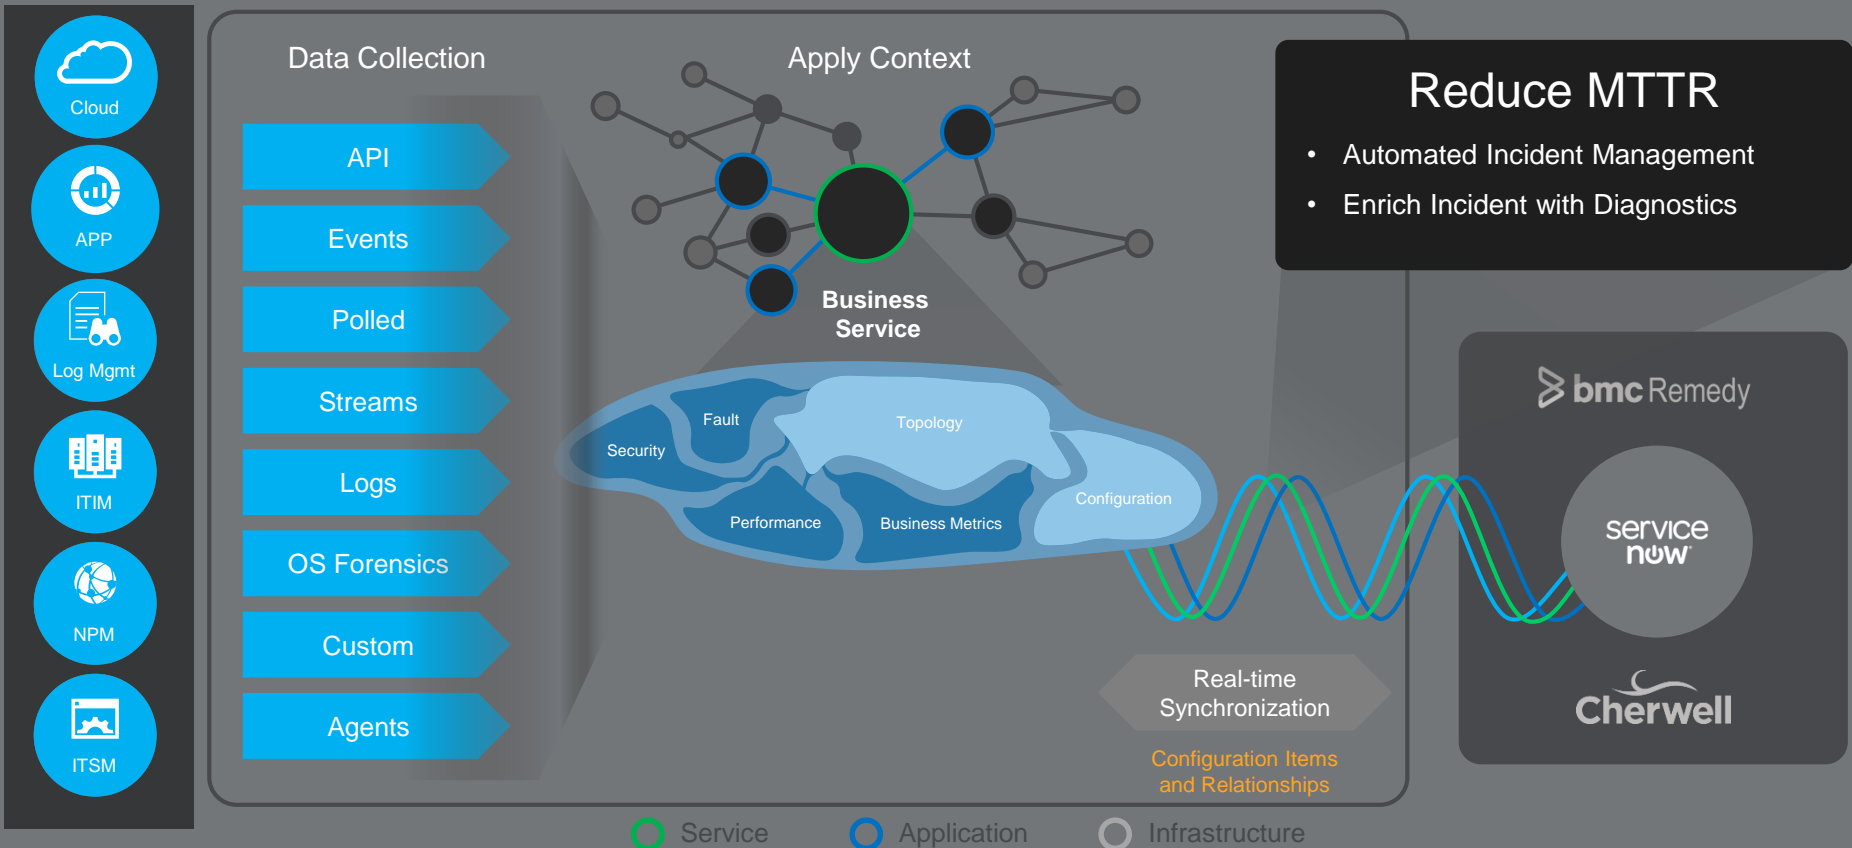 Cloud
APP
Log Mgmt
ITIM
NPM
ITSM
Data Collection
API
Events
Polled
Streams
Logs
OS Forensics
Custom
Agents
Apply Context
Business
Service
Security
Fault
Topology
Performance
Business Metrics
Configuration
Reduce MTTR
• Automated Incident Management
• Enrich Incident with Diagnostics
bmc Remedy
service
now
Cherwell
Real-time
Synchronization
Configuration Items
and Relationships
Service
Application
Infrastructure